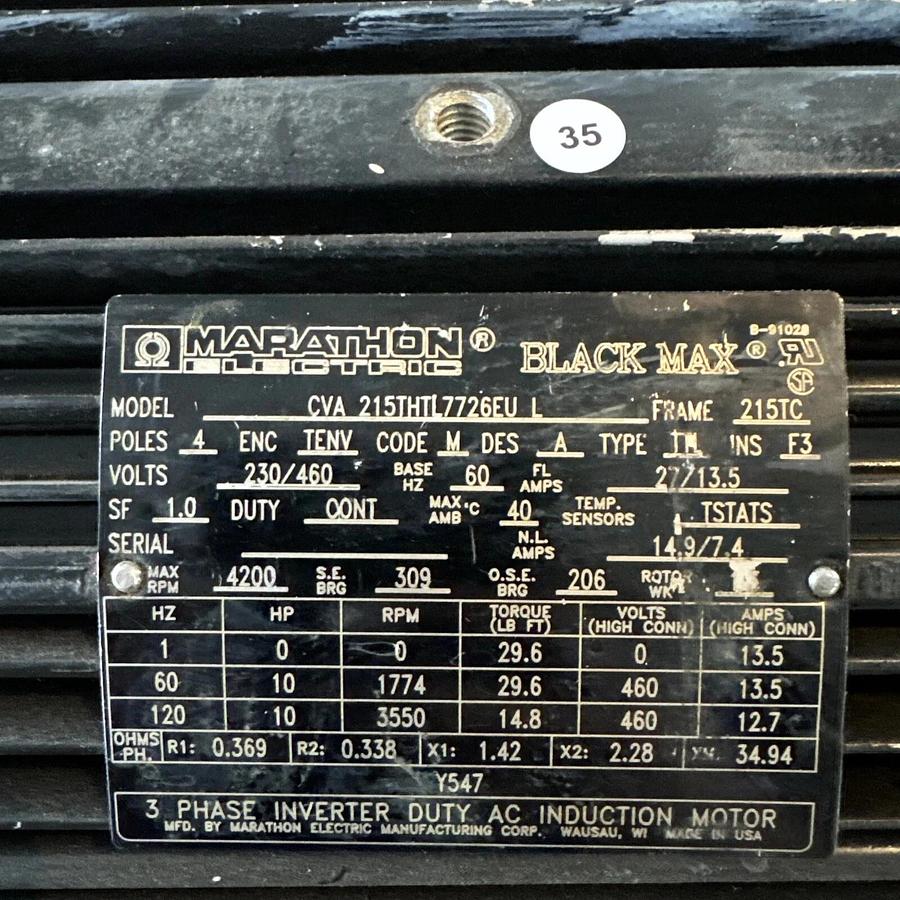 35
B-91028
MARATHON ® BLACK MAX ® RU
ELECTRIC SA
MODEL CVA 215THTL7726EU L FRAME 215TC
POLES 4 ENC TENV CODE M DES A TYPE INS F3
VOLTS 230/460 BASE HZ 60 FL AMPS 27/13.5
SF 1.0 DUTY CONT MAX AMB °C 40 TEMP. SENSORS TSTATS
SERIAL N.L. AMPS 14.9/7.4
MAX RPM 4200 S.E. BRG 309 O.S.E. BRG 206 ROTOR
HZ HP RPM TORQUE (LB FT) VOLTS (HIGH CONN) AMPS (HIGH CONN)
1 0 0 29.6 0 13.5
60 10 1774 29.6 460 13.5
120 10 3550 14.8 460 12.7
OHMS PH. R1: 0.369 R2: 0.338 X1: 1.42 X2: 2.28 34.94
Y547
3 PHASE INVERTER DUTY AC INDUCTION MOTOR
MFD. BY MARATHON ELECTRIC MANUFACTURING CORP. WAUSAU, WI MADE IN USA